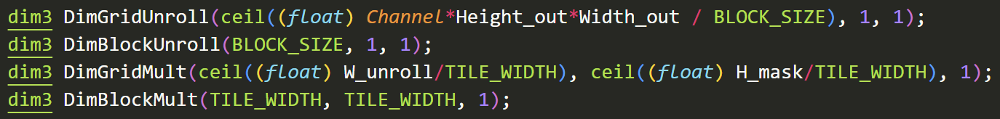 dim3 DimGridUnroll(ceil((float) Channel*Height_out*Width_out / BLOCK_SIZE), 1, 1);
dim3 DimBlockUnroll(BLOCK_SIZE, 1, 1);
dim3 DimGridMult(ceil((float) W_unroll/TILE_WIDTH), ceil((float) H_mask/TILE_WIDTH), 1);
dim3 DimBlockMult(TILE_WIDTH, TILE_WIDTH, 1);